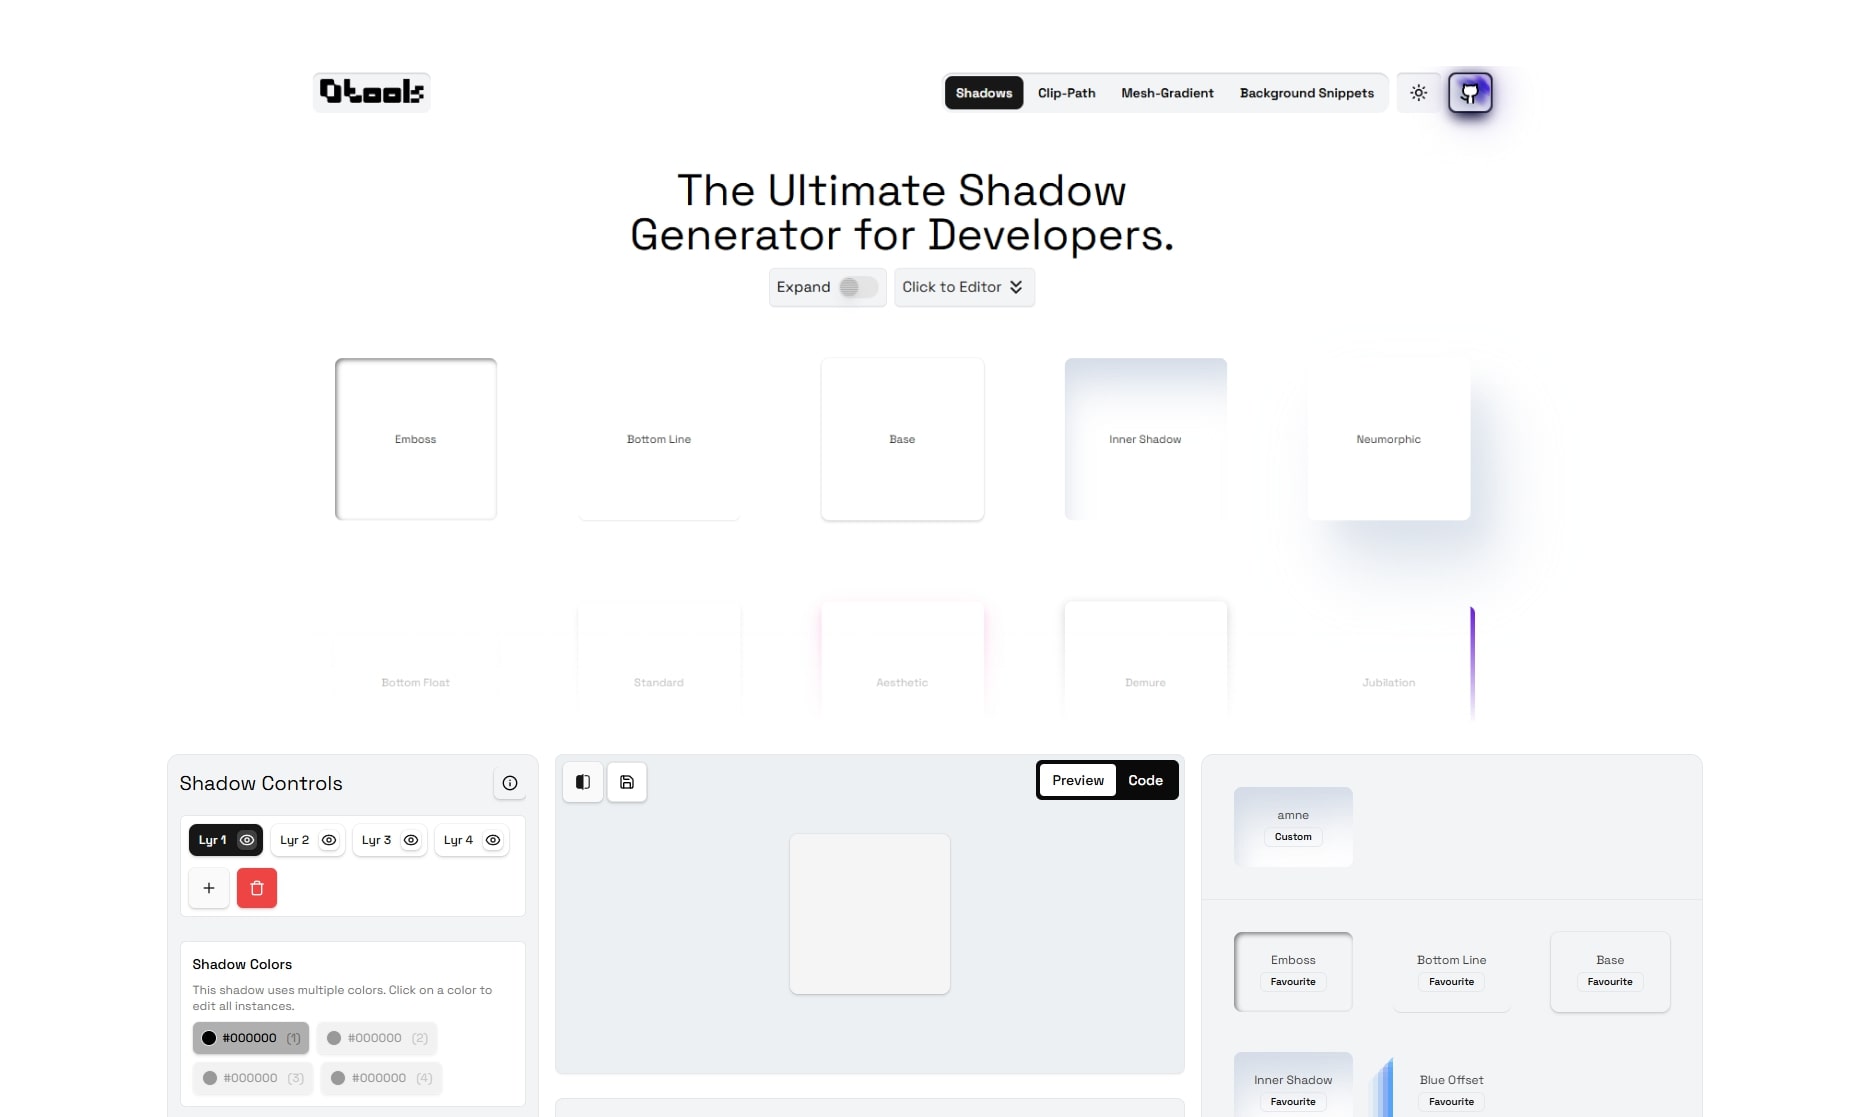 Qtools
Shadows Clip-Path Mesh-Gradient Background Snippets
The Ultimate Shadow
Generator for Developers.
Expand Click to Editor
Emboss Bottom Line Base Inner Shadow Neumorphic
Bottom Float Standard Aesthetic Demure Jubilation
Shadow Controls
Lyr 1 Lyr 2 Lyr 3 Lyr 4
Shadow Colors
This shadow uses multiple colors. Click on a color to
edit all instances.
#000000 (1) #000000 (2)
#000000 (3) #000000 (4)
Preview Code
amne
Custom
Emboss Bottom Line Base
Favourite Favourite Favourite
Inner Shadow Blue Offset
Favourite Favourite